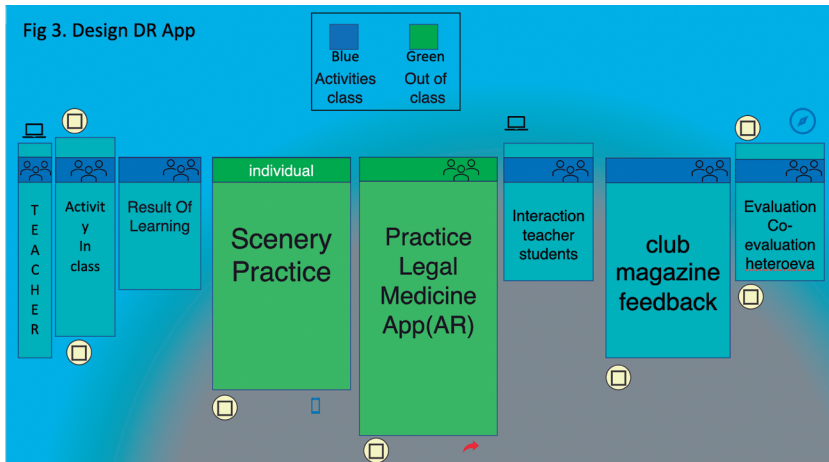 Fig 3. Design DR App
Blue
Green
Activities
class
Out of
class
T
E
A
C
H
E
R
Activit
y
In
class
Result Of
Learning
individual
Scenery
Practice
Practice
Legal
Medicine
App(AR)
Interaction
teacher
students
club
magazine
feedback
Evaluation
Co-
evaluation
heteroeva